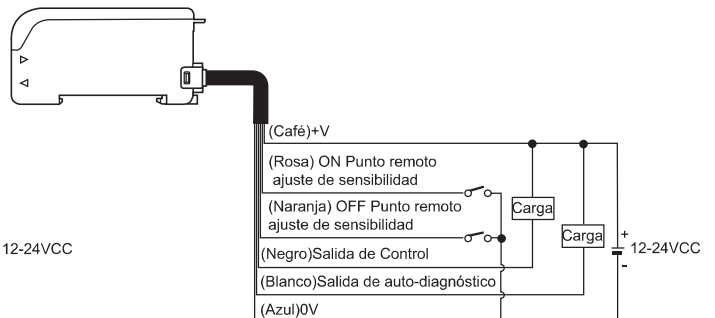 (Café)+V
(Rosa) ON Punto remoto
ajuste de sensibilidad
(Naranja) OFF Punto remoto
ajuste de sensibilidad
Carga
Carga
+
12-24VCC
12-24VCC
-
(Negro)Salida de Control
(Blanco)Salida de auto-diagnóstico
(Azul)0V